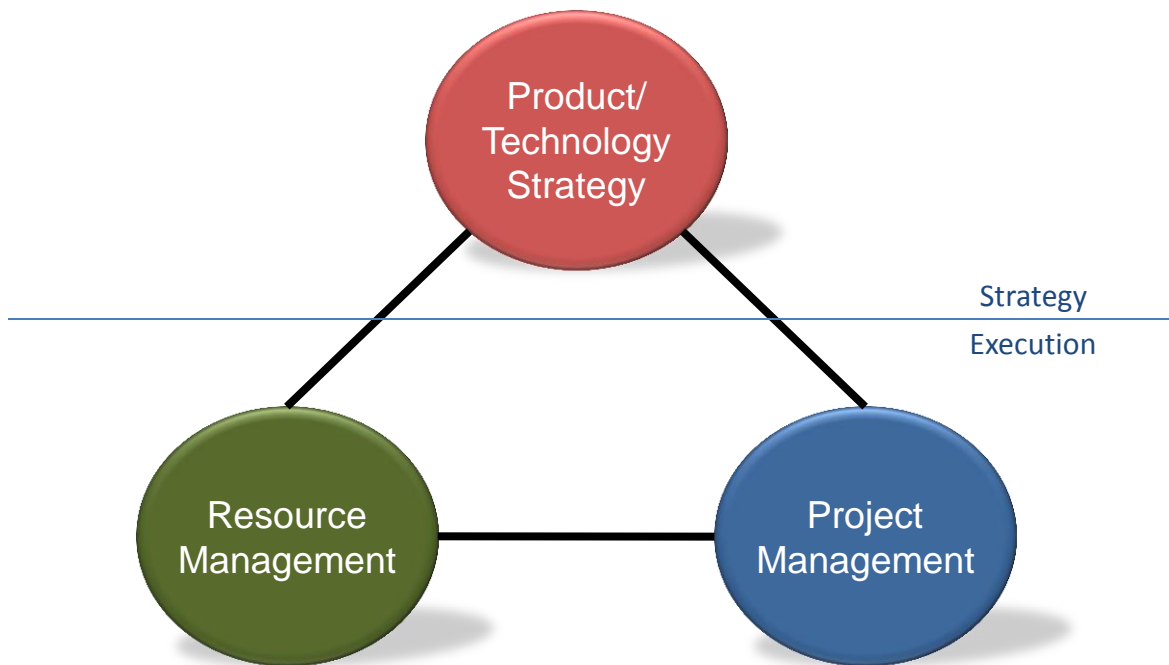 Product/
Technology
Strategy
Strategy
Execution
Resource
Management
Project
Management